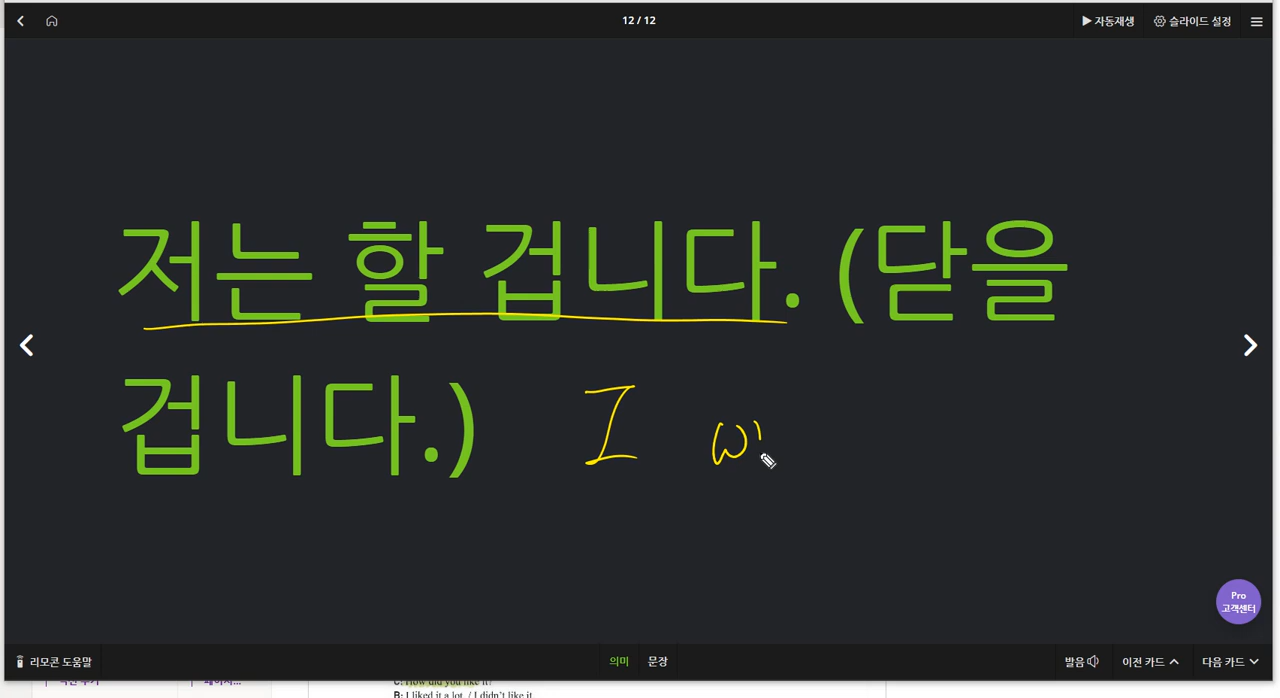 12 / 12
자동재생
슬라이드 설정
저는 할 겁니다. (닫을
겁니다.)
I wi
Pro
고객센터
리모콘 도움말
의미
문장
발음
이전 카드
다음 카드
C: How did you like it?
B: I liked it a lot. / I didn't like it.